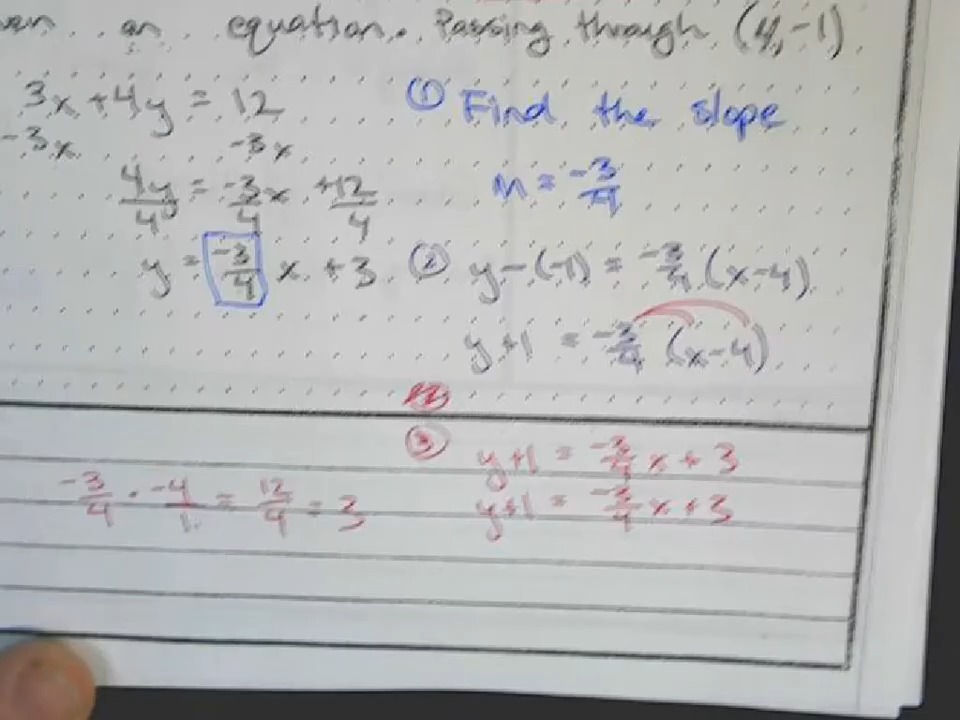 an equation. Passing through (4,-1)
3x+4y = 12
-3x -3x
4y/4 = -3/4x +12/4
y = -3/4 x +3
① Find the slope
m = -3/4
② y-(-1) = -3/4 (x-4)
y+1 = -3/4 (x-4)
③ y+1 = -3/4 x + 3
y+1 = -3/4 x +3
-3/4 · -4/1 = 12/4 = 3